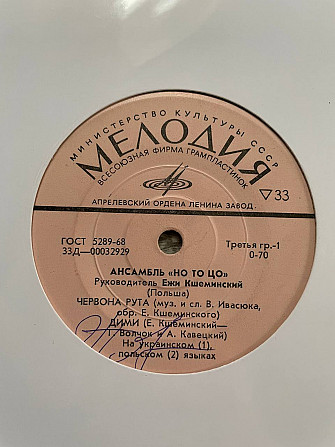 МИНИСТЕРСТВО КУЛЬТУРЫ СССР
МЕЛОДИЯ
ВСЕСОЮЗНАЯ ФИРМА ГРАМПЛАСТИНОК
▽33
АПРЕЛЕВСКИЙ ОРДЕНА ЛЕНИНА ЗАВОД
ГОСТ 5289-68
Третья гр.-1
33Д—00032929
0-70
АНСАМБЛЬ «НО ТО ЦО»
Руководитель Ежи Кшеминский
(Польша)
ЧЕРВОНА РУТА (муз. и сл. В. Ивасюка,
обр. Е. Кшеминского)
ДИМИ (Е. Кшеминский—
Волчок и А. Кавецкий)
На украинском (1),
польском (2) языках